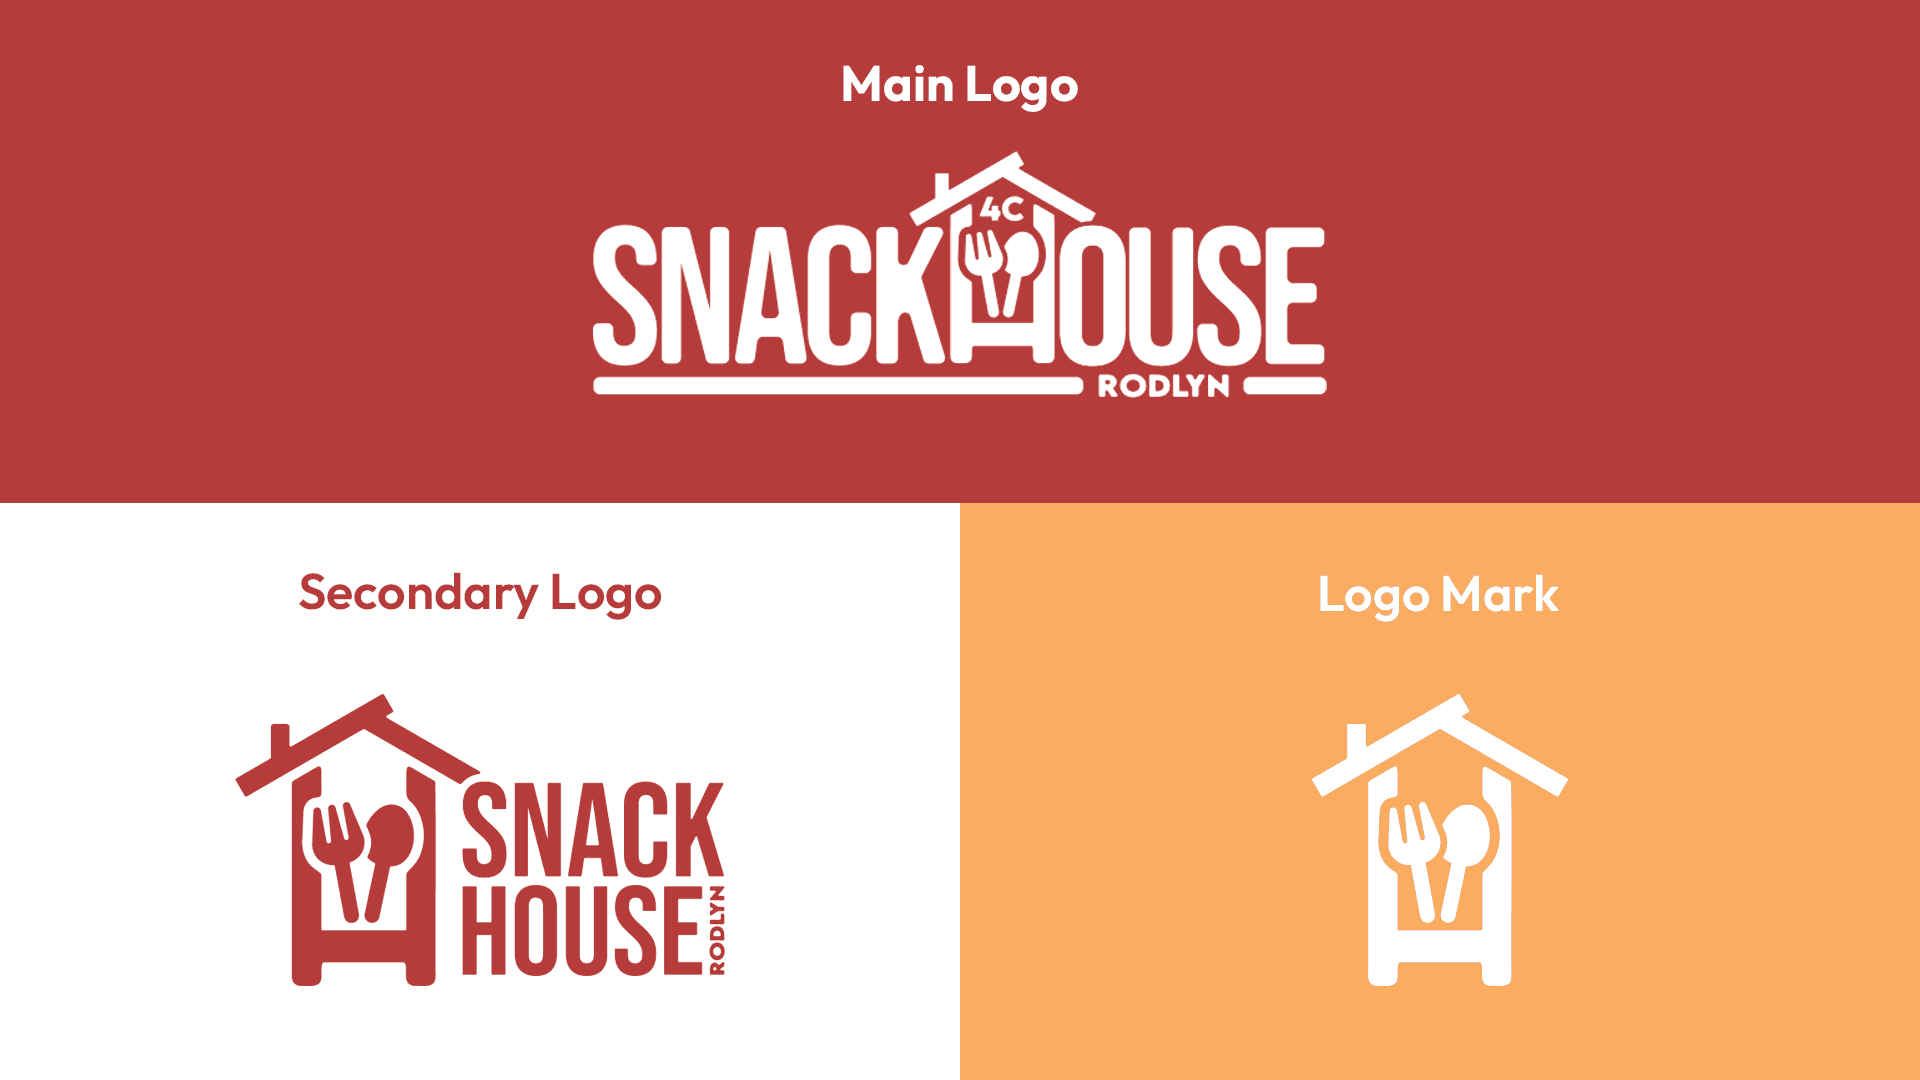 Main Logo
4C
SNACKHOUSE
RODLYN
Secondary Logo
SNACK
HOUSE
RODLYN
Logo Mark